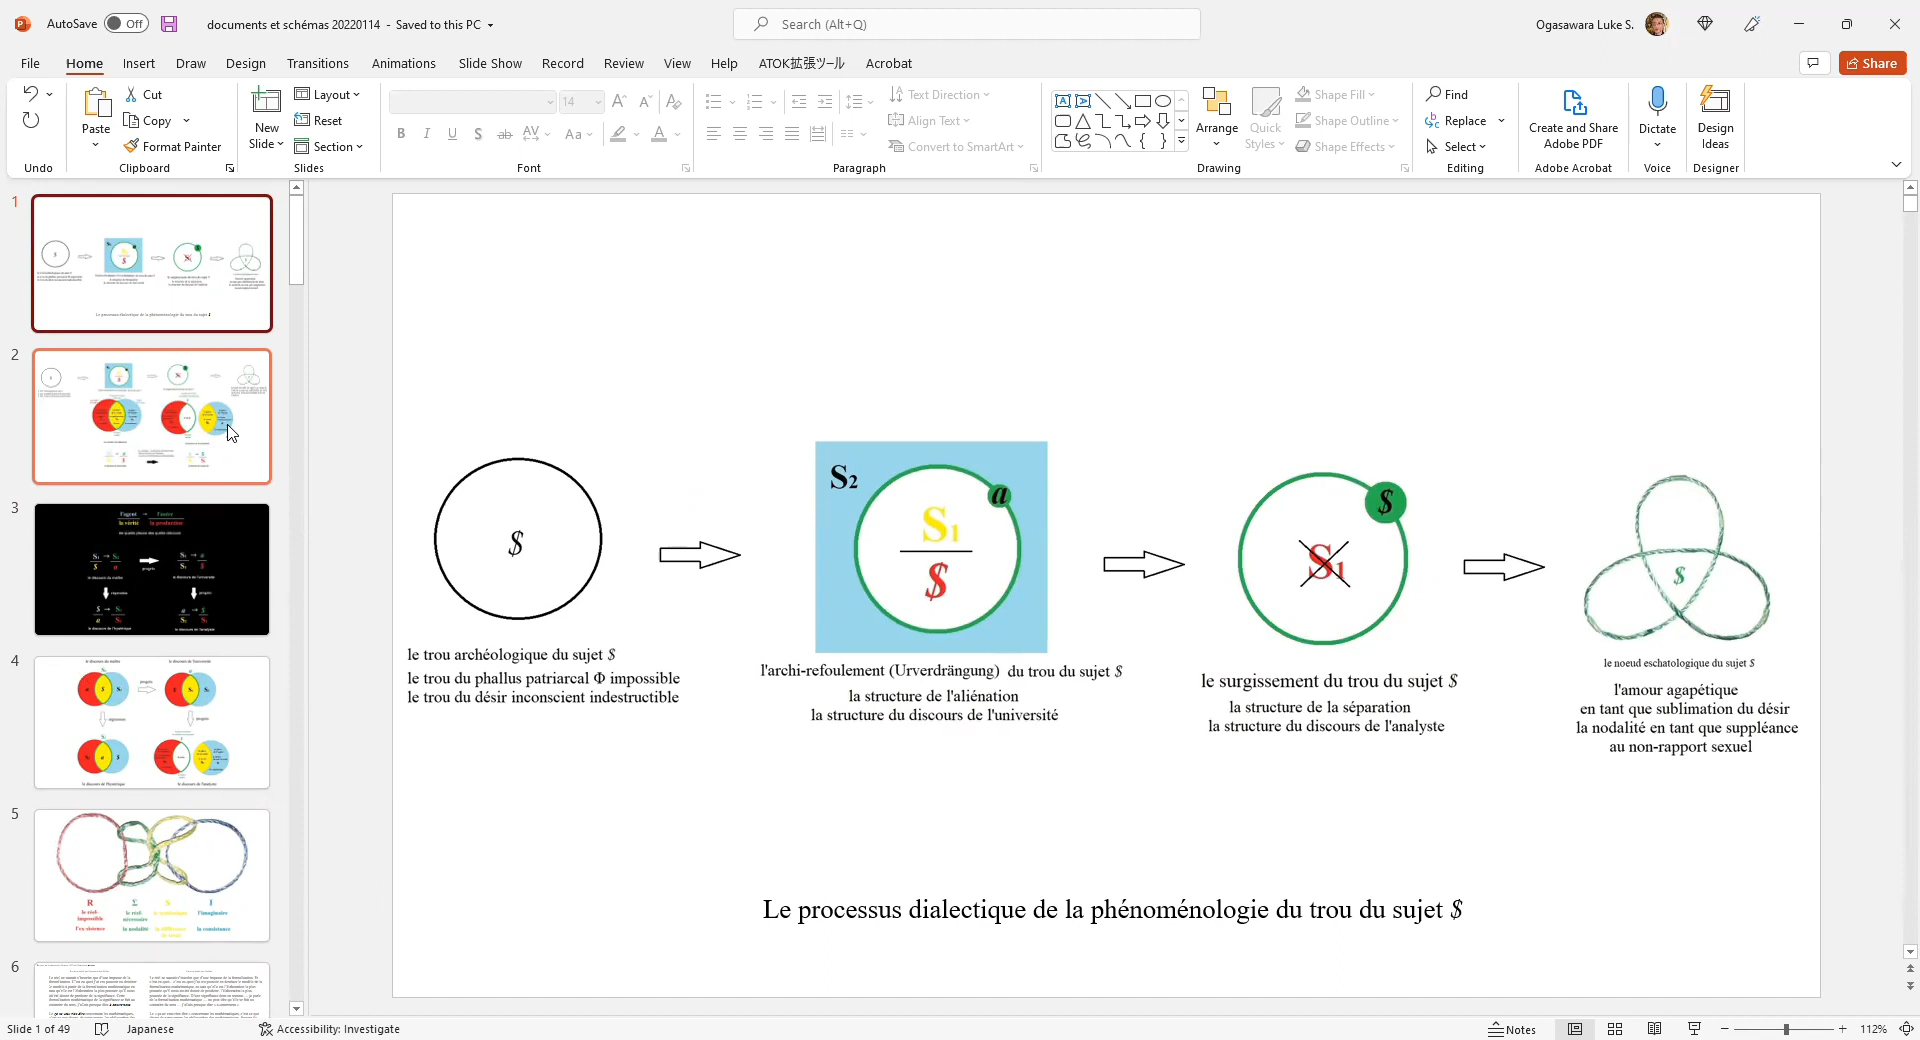 AutoSave Off documents et schémas 20220114 - Saved to this PC Search (Alt+Q) Ogasawara Luke S.
File Home Insert Draw Design Transitions Animations Slide Show Record Review View Help ATOK拡張ツール Acrobat Share
Cut
Copy
Format Painter
Paste
Undo
Clipboard
New Slide
Layout
Reset
Section
Slides
14
Font
Paragraph
Text Direction
Align Text
Convert to SmartArt
Arrange
Quick Styles
Shape Fill
Shape Outline
Shape Effects
Drawing
Find
Replace
Select
Editing
Create and Share Adobe PDF
Adobe Acrobat
Dictate
Voice
Design Ideas
Designer
1
2
3
4
5
6
$
le trou archéologique du sujet $
le trou du phallus patriarcal Φ impossible
le trou du désir inconscient indestructible
S2
a
S1
$
l'archi-refoulement (Urverdrängung) du trou du sujet $
la structure de l'aliénation
la structure du discours de l'université
$
S1
le surgissement du trou du sujet $
la structure de la séparation
la structure du discours de l'analyste
$
le noeud eschatologique du sujet $
l'amour agapétique
en tant que sublimation du désir
la nodalité en tant que suppléance
au non-rapport sexuel
Le processus dialectique de la phénoménologie du trou du sujet $
Slide 1 of 49 Japanese Accessibility: Investigate Notes 112%